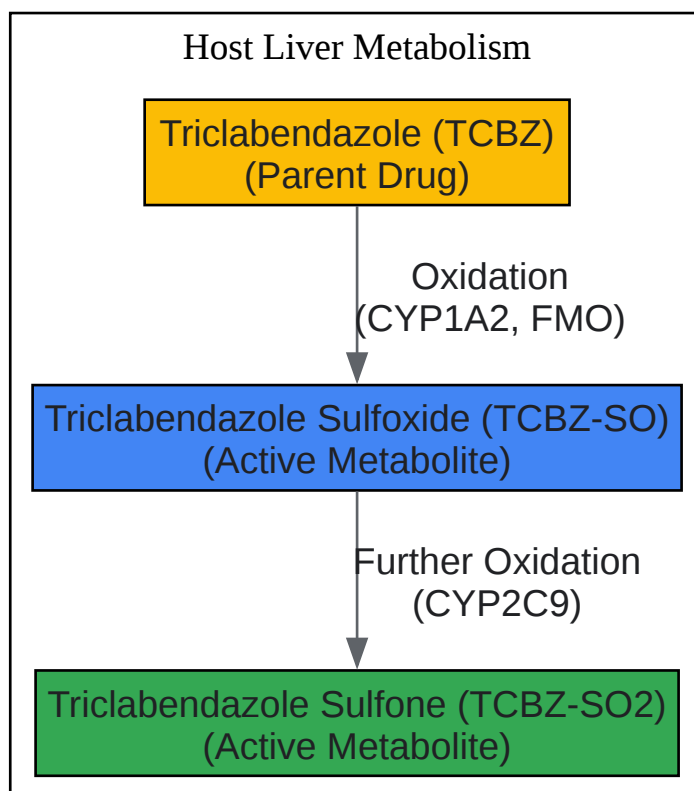 Host Liver Metabolism
Triclabendazole (TCBZ)
(Parent Drug)
Oxidation
(CYP1A2, FMO)
Triclabendazole Sulfoxide (TCBZ-SO)
(Active Metabolite)
Further Oxidation
(CYP2C9)
Triclabendazole Sulfone (TCBZ-SO2)
(Active Metabolite)